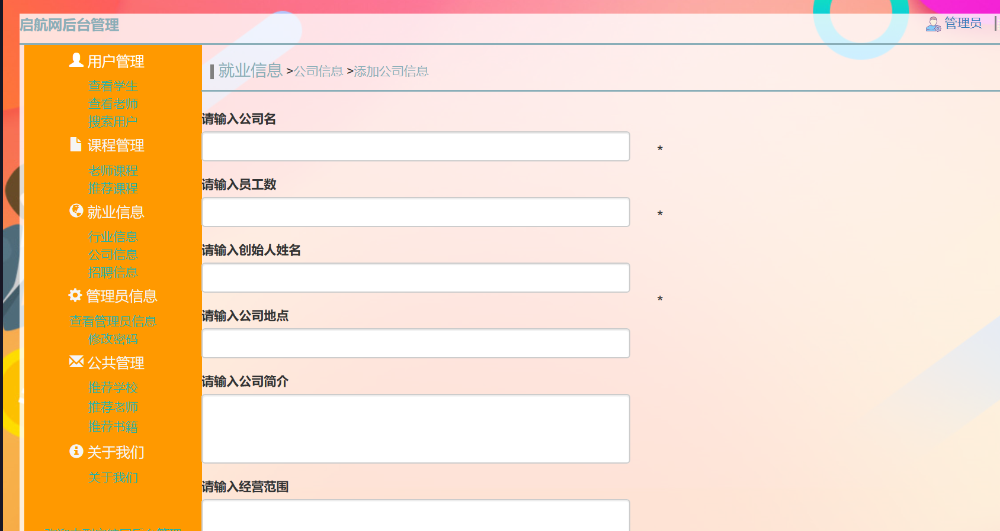 启航网后台管理
管理员
用户管理
查看学生
查看老师
搜索用户
课程管理
老师课程
推荐课程
就业信息
行业信息
公司信息
招聘信息
管理员信息
查看管理员信息
修改密码
公共管理
推荐学校
推荐老师
推荐书籍
关于我们
关于我们
就业信息 >公司信息 >添加公司信息
请输入公司名
*
请输入员工数
*
请输入创始人姓名
*
请输入公司地点
请输入公司简介
请输入经营范围